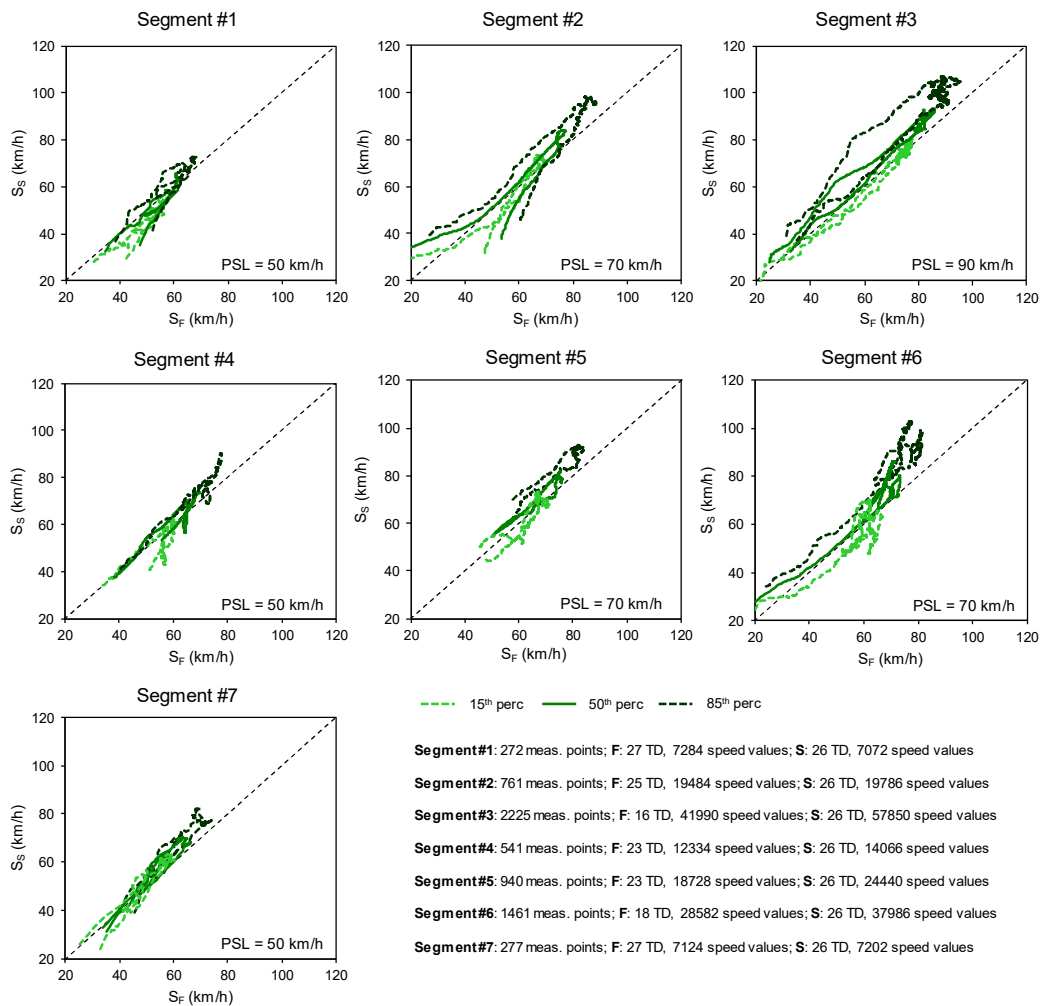 Segment #1
120
100
80
60
40
20
S_S (km/h)
PSL = 50 km/h
20 40 60 80 100 120
S_F (km/h)
Segment #2
120
100
80
60
40
20
S_S (km/h)
PSL = 70 km/h
20 40 60 80 100 120
S_F (km/h)
Segment #3
120
100
80
60
40
20
S_S (km/h)
PSL = 90 km/h
20 40 60 80 100 120
S_F (km/h)
Segment #4
120
100
80
60
40
20
S_S (km/h)
PSL = 50 km/h
20 40 60 80 100 120
S_F (km/h)
Segment #5
120
100
80
60
40
20
S_S (km/h)
PSL = 70 km/h
20 40 60 80 100 120
S_F (km/h)
Segment #6
120
100
80
60
40
20
S_S (km/h)
PSL = 70 km/h
20 40 60 80 100 120
S_F (km/h)
Segment #7
120
100
80
60
40
20
S_S (km/h)
PSL = 50 km/h
20 40 60 80 100 120
S_F (km/h)
15th perc 50th perc 85th perc
Segment#1: 272 meas. points; F: 27 TD, 7284 speed values; S: 26 TD, 7072 speed values
Segment#2: 761 meas. points; F: 25 TD, 19484 speed values; S: 26 TD, 19786 speed values
Segment#3: 2225 meas. points; F: 16 TD, 41990 speed values; S: 26 TD, 57850 speed values
Segment#4: 541 meas. points; F: 23 TD, 12334 speed values; S: 26 TD, 14066 speed values
Segment#5: 940 meas. points; F: 23 TD, 18728 speed values; S: 26 TD, 24440 speed values
Segment#6: 1461 meas. points; F: 18 TD, 28582 speed values; S: 26 TD, 37986 speed values
Segment#7: 277 meas. points; F: 27 TD, 7124 speed values; S: 26 TD, 7202 speed values